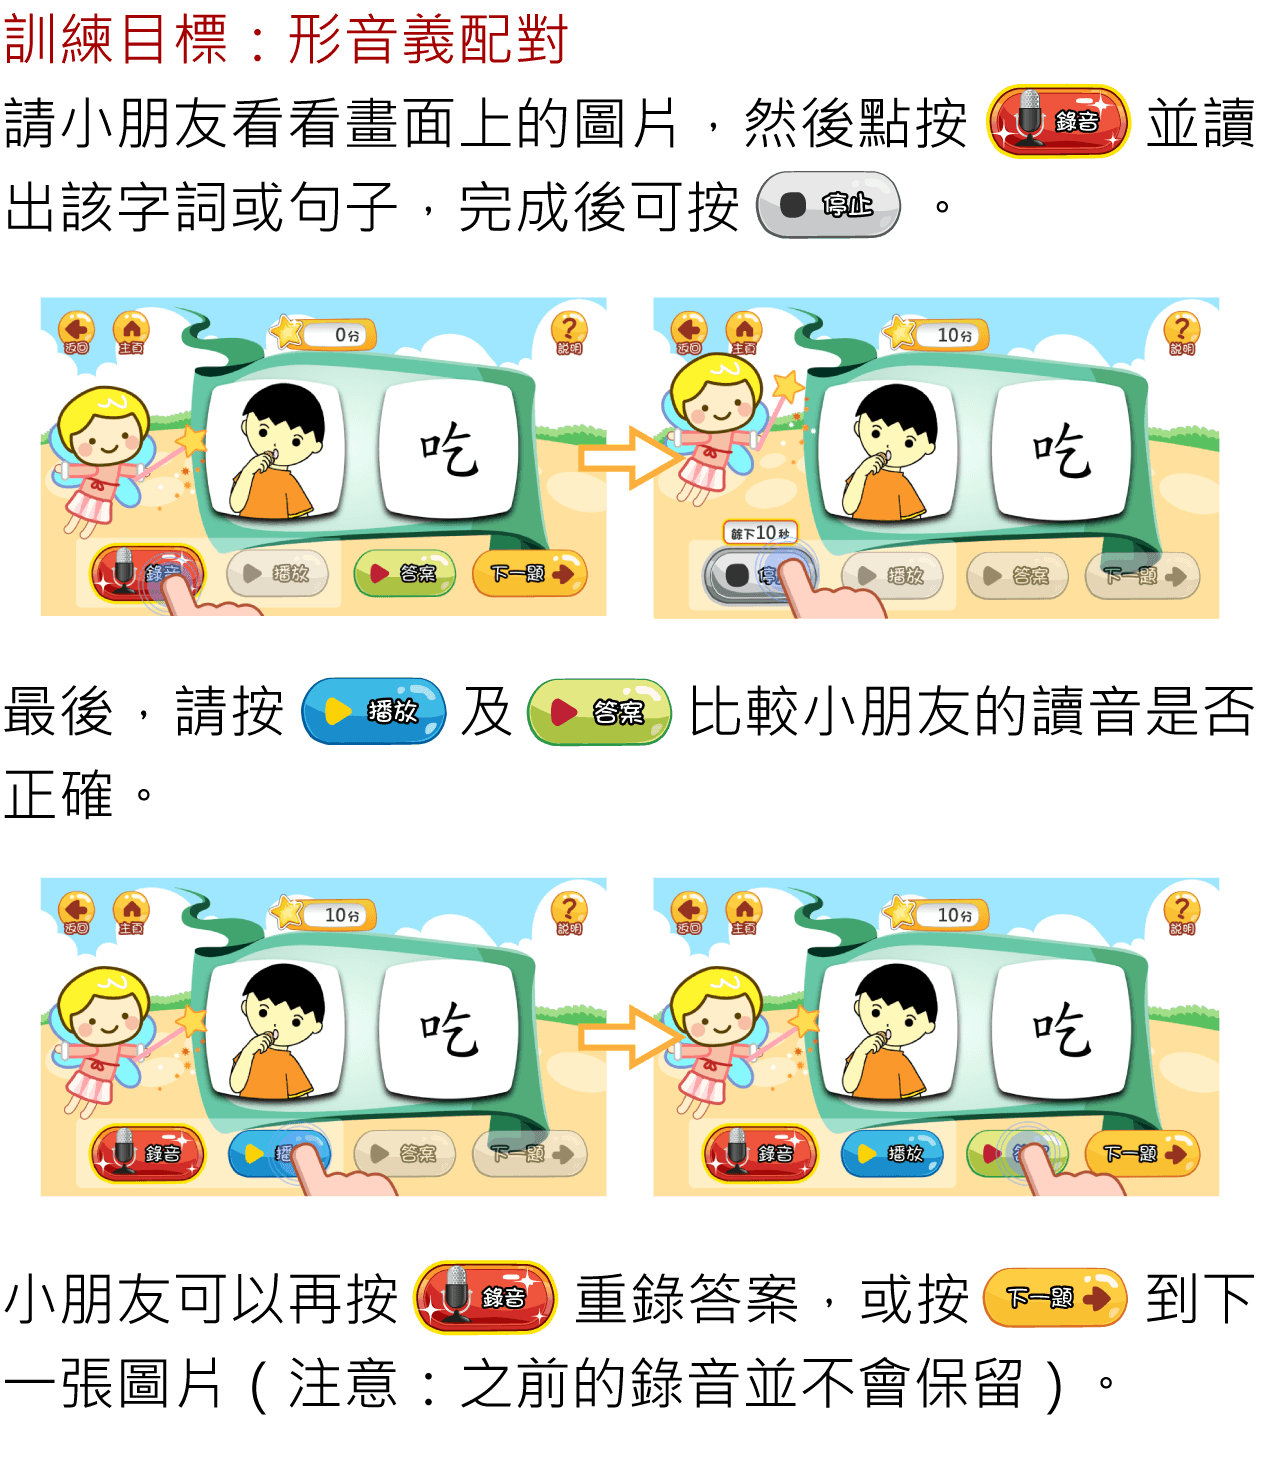 訓練目標：形音義配對
請小朋友看看畫面上的圖片，然後點按 錄音 並讀
出該字詞或句子，完成後可按 停止 。
返回 主頁 0分 説明
吃
錄音 播放 答案 下一題
返回 主頁 10分 説明
吃
餘下10秒
停 播放 答案 下一題
最後，請按 播放 及 答案 比較小朋友的讀音是否
正確。
返回 主頁 10分 説明
吃
錄音 播 答案 下一題
返回 主頁 10分 説明
吃
錄音 播放 下一題
小朋友可以再按 錄音 重錄答案，或按 下一題 到下
一張圖片（注意：之前的錄音並不會保留）。